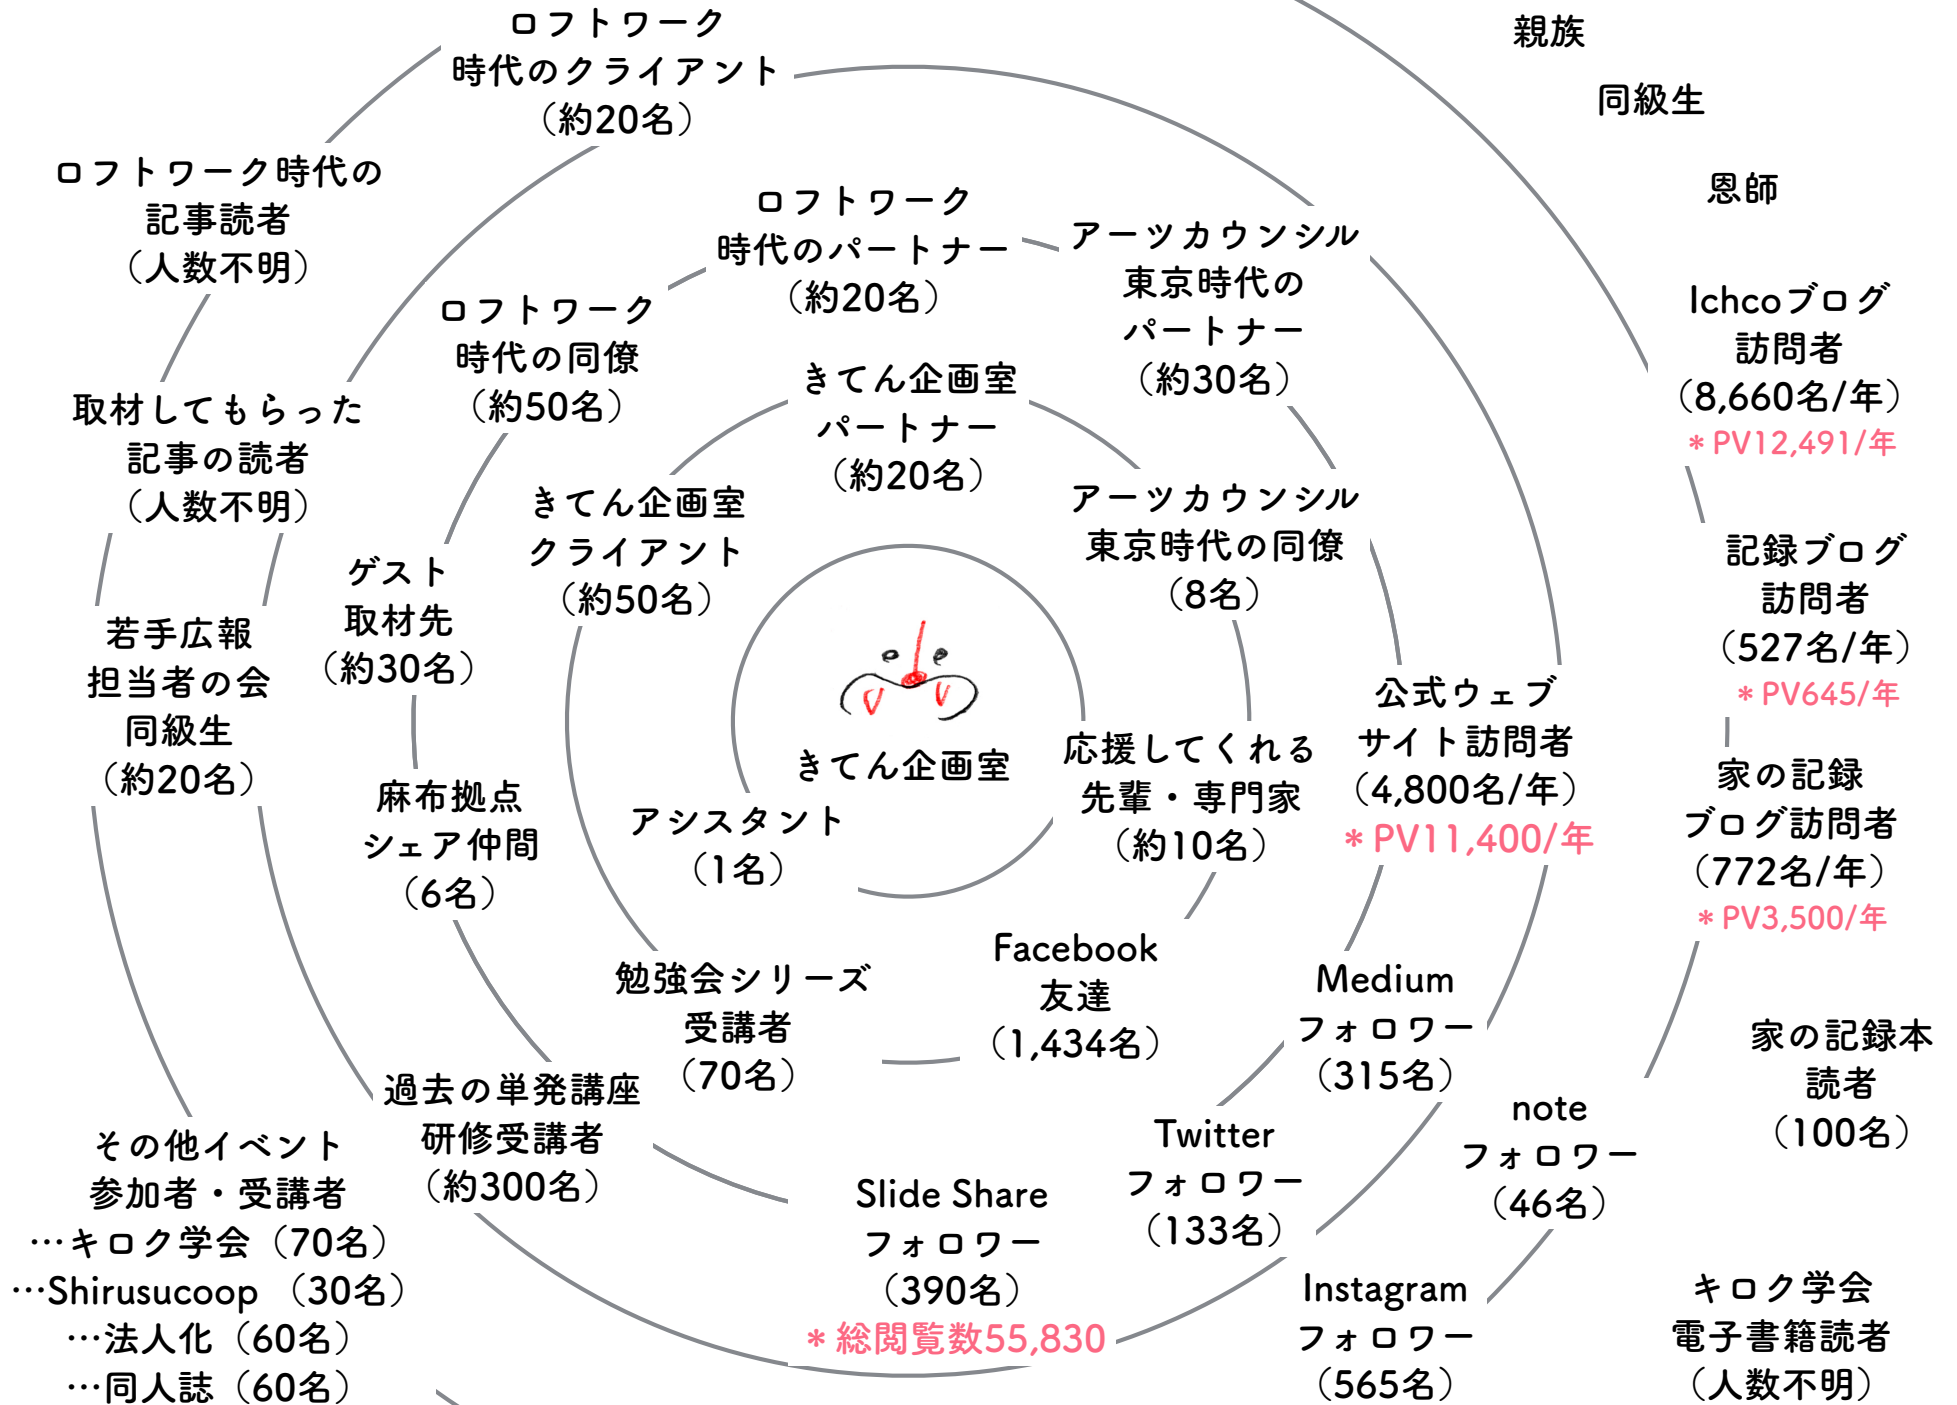 ロフトワーク
時代のクライアント
（約20名）
親族
同級生
恩師
ロフトワーク時代の
記事読者
（人数不明）
ロフトワーク
時代のパートナー
（約20名）
アーツカウンシル
東京時代の
パートナー
（約30名）
Ichcoブログ
訪問者
（8,660名/年）
＊PV12,491/年
ロフトワーク
時代の同僚
（約50名）
きてん企画室
パートナー
（約20名）
取材してもらった
記事の読者
（人数不明）
きてん企画室
クライアント
（約50名）
アーツカウンシル
東京時代の同僚
（8名）
記録ブログ
訪問者
（527名/年）
＊PV645/年
ゲスト
取材先
（約30名）
若手広報
担当者の会
同級生
（約20名）
きてん企画室
応援してくれる
先輩・専門家
（約10名）
公式ウェブ
サイト訪問者
（4,800名/年）
＊PV11,400/年
家の記録
ブログ訪問者
（772名/年）
＊PV3,500/年
麻布拠点
シェア仲間
（6名）
アシスタント
（1名）
勉強会シリーズ
受講者
（70名）
Facebook
友達
（1,434名）
Medium
フォロワー
（315名）
家の記録本
読者
（100名）
過去の単発講座
研修受講者
（約300名）
Twitter
フォロワー
（133名）
note
フォロワー
（46名）
その他イベント
参加者・受講者
…キロク学会（70名）
…Shirusucoop （30名）
…法人化（60名）
…同人誌（60名）
Slide Share
フォロワー
（390名）
＊総閲覧数55,830
Instagram
フォロワー
（565名）
キロク学会
電子書籍読者
（人数不明）